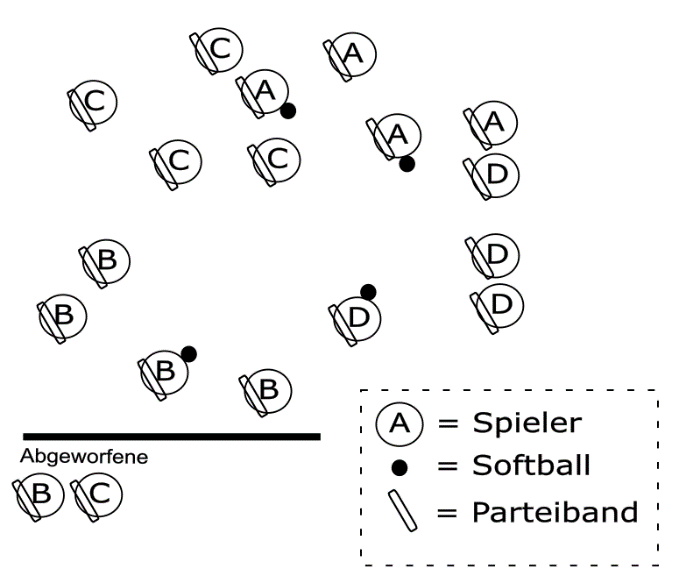 C
A
A
C
A
A
C
C
D
B
D
B
D
D
B
B
Abgeworfene
B C
A = Spieler
= Softball
= Parteiband